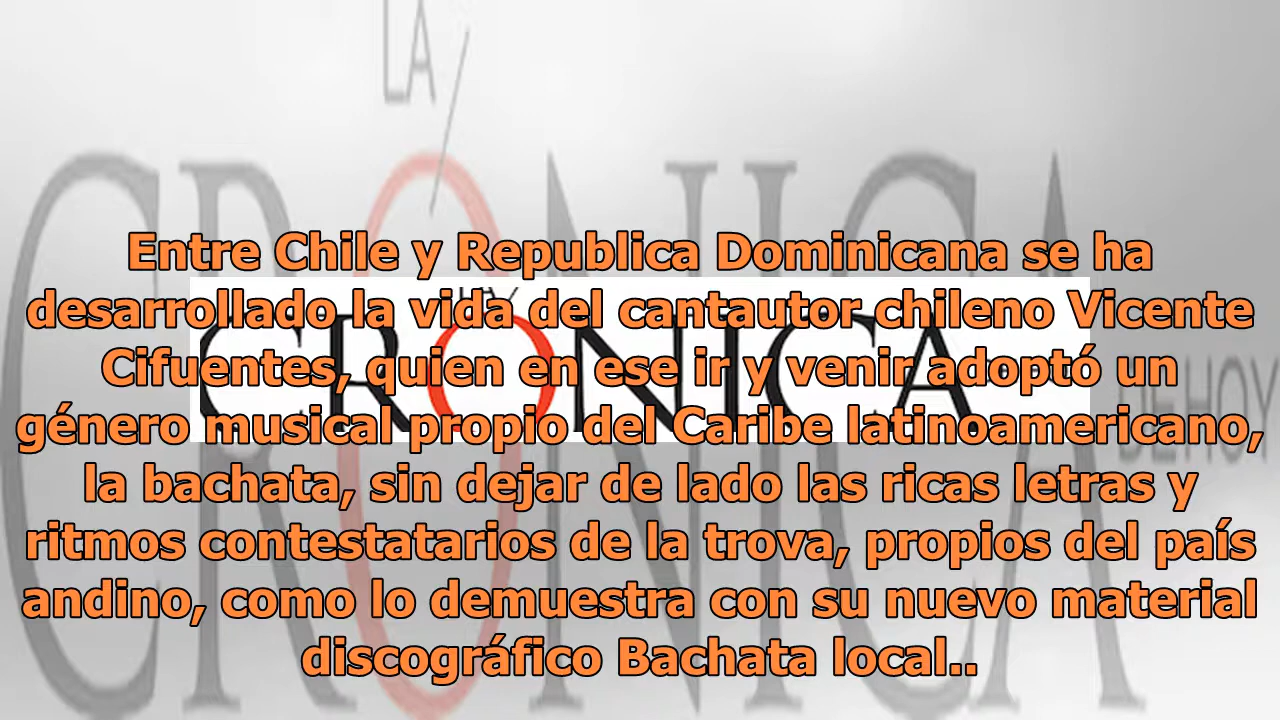 LA
CRÓNICA
DE HOY
LA
CRÓNICA
Entre Chile y Republica Dominicana se ha
desarrollado la vida del cantautor chileno Vicente
Cifuentes, quien en ese ir y venir adoptó un
género musical propio del Caribe latinoamericano,
la bachata, sin dejar de lado las ricas letras y
ritmos contestatarios de la trova, propios del país
andino, como lo demuestra con su nuevo material
discográfico Bachata local..